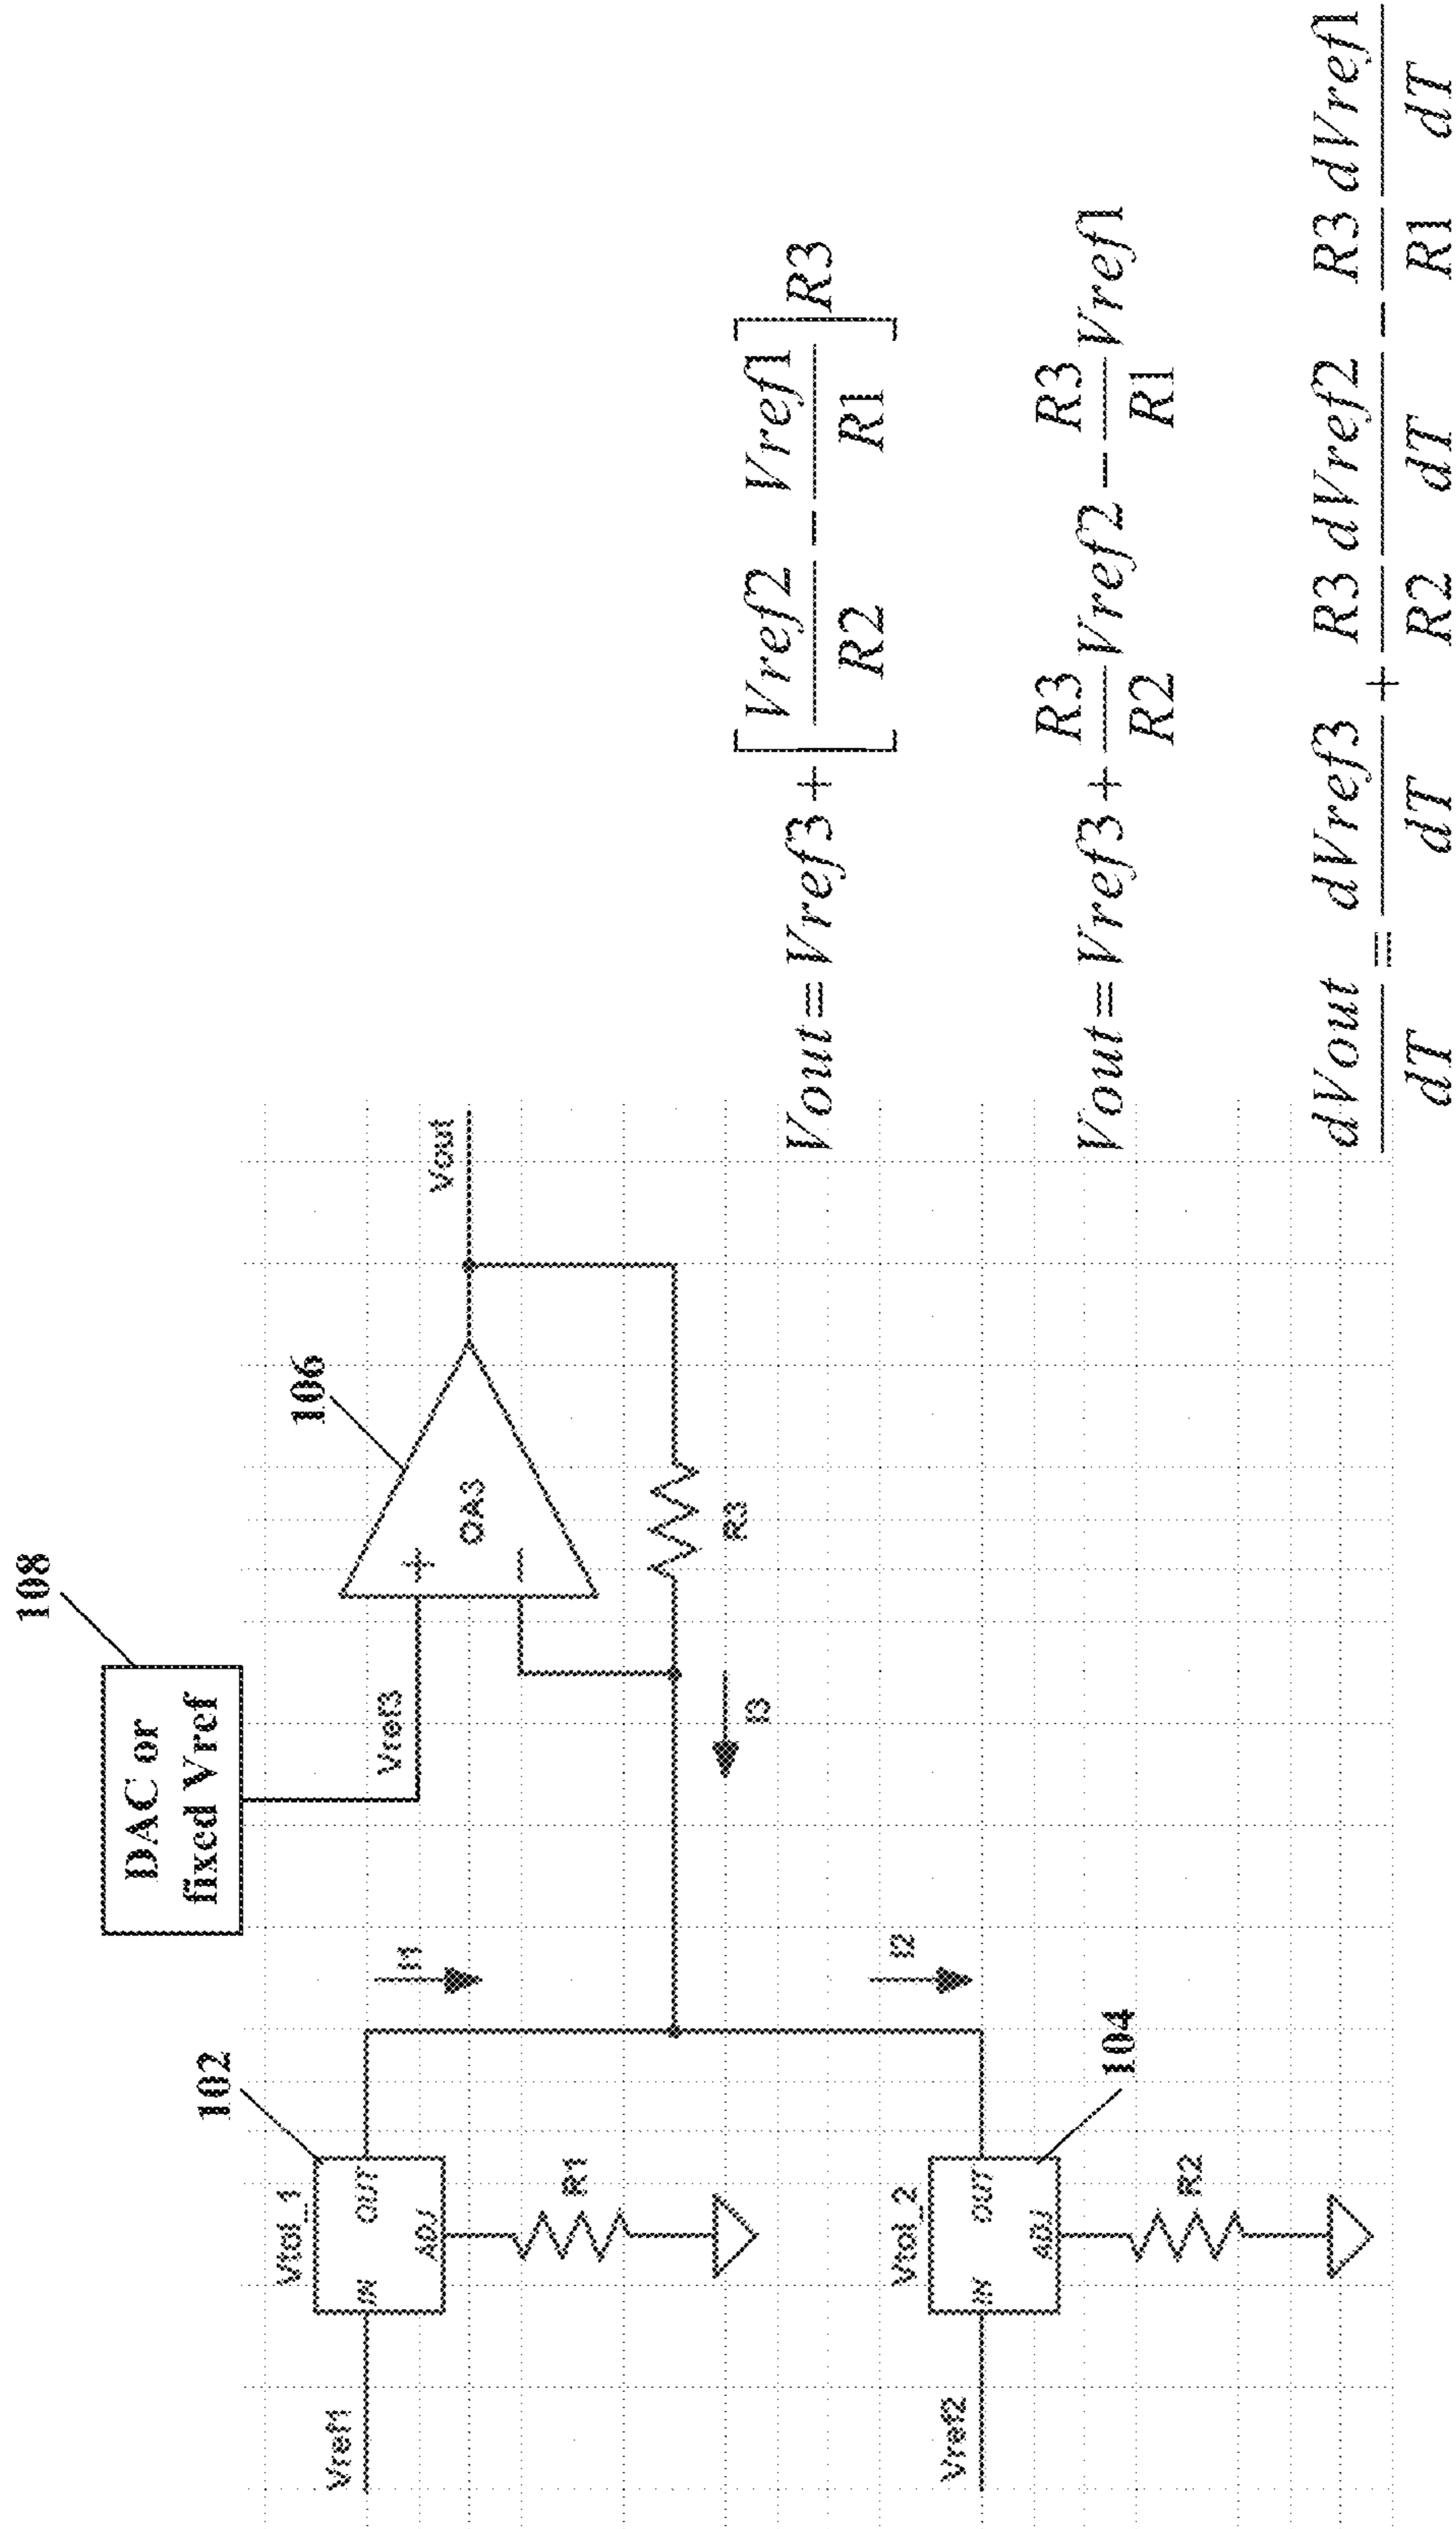 108
DAC or
fixed Vref
106
Vref3
+
OA3
−
Vout
R3
I3
102
Vtoi_1
Vref1
IN
OUT
ADJ
R1
I1
I2
104
Vtoi_2
Vref2
IN
OUT
ADJ
R2
Vout = Vref3 + [Vref2/R2 − Vref1/R1] R3
Vout = Vref3 + R3/R2 Vref2 − R3/R1 Vref1
dVout/dT = dVref3/dT + R3/R2 dVref2/dT − R3/R1 dVref1/dT